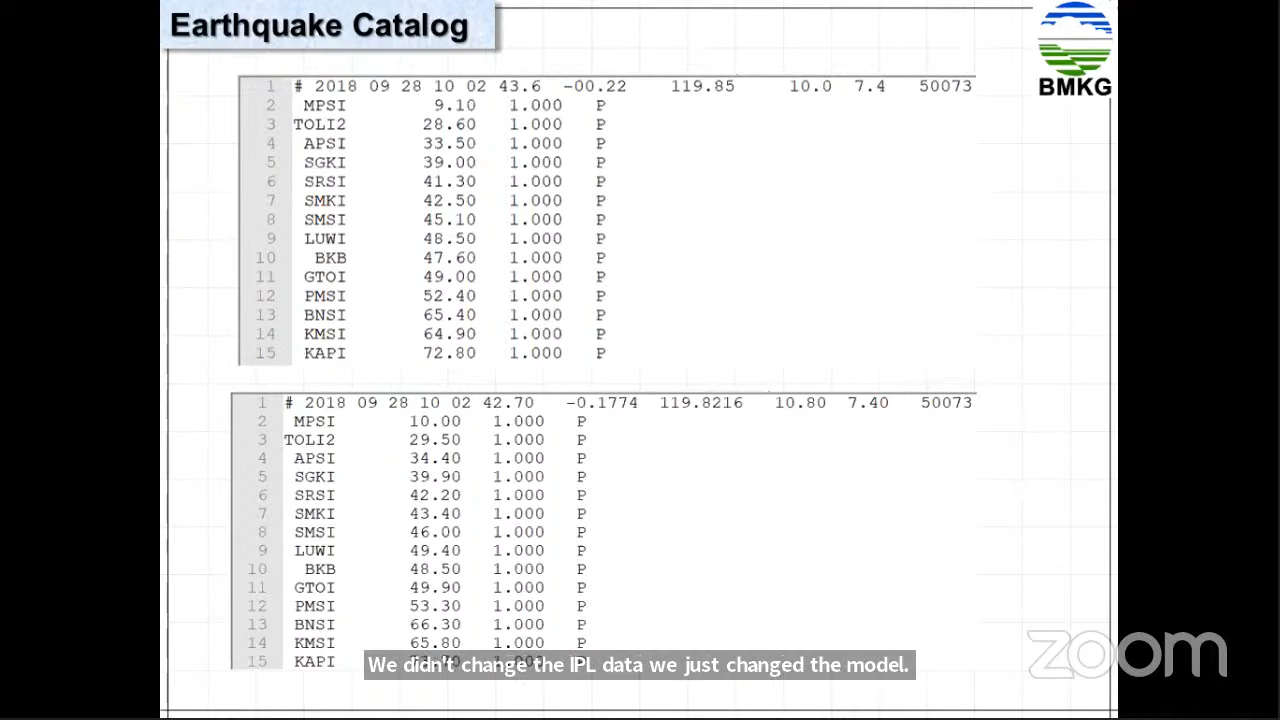 Earthquake Catalog
BMKG
1 # 2018 09 28 10 02 43.6 -00.22 119.85 10.0 7.4 50073
2 MPSI 9.10 1.000 P
3 TOLI2 28.60 1.000 P
4 APSI 33.50 1.000 P
5 SGKI 39.00 1.000 P
6 SRSI 41.30 1.000 P
7 SMKI 42.50 1.000 P
8 SMSI 45.10 1.000 P
9 LUWI 48.50 1.000 P
10 BKB 47.60 1.000 P
11 GTOI 49.00 1.000 P
12 PMSI 52.40 1.000 P
13 BNSI 65.40 1.000 P
14 KMSI 64.90 1.000 P
15 KAPI 72.80 1.000 P
1 # 2018 09 28 10 02 42.70 -0.1774 119.8216 10.80 7.40 50073
2 MPSI 10.00 1.000 P
3 TOLI2 29.50 1.000 P
4 APSI 34.40 1.000 P
5 SGKI 39.90 1.000 P
6 SRSI 42.20 1.000 P
7 SMKI 43.40 1.000 P
8 SMSI 46.00 1.000 P
9 LUWI 49.40 1.000 P
10 BKB 48.50 1.000 P
11 GTOI 49.90 1.000 P
12 PMSI 53.30 1.000 P
13 BNSI 66.30 1.000 P
14 KMSI 65.80 1.000 P
15 KAPI
We didn't change the IPL data we just changed the model.
zoom